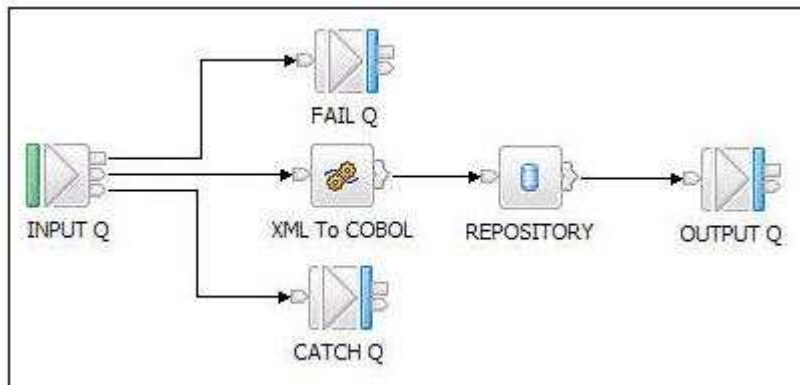 FAIL Q
INPUT Q
XML To COBOL
REPOSITORY
OUTPUT Q
CATCH Q